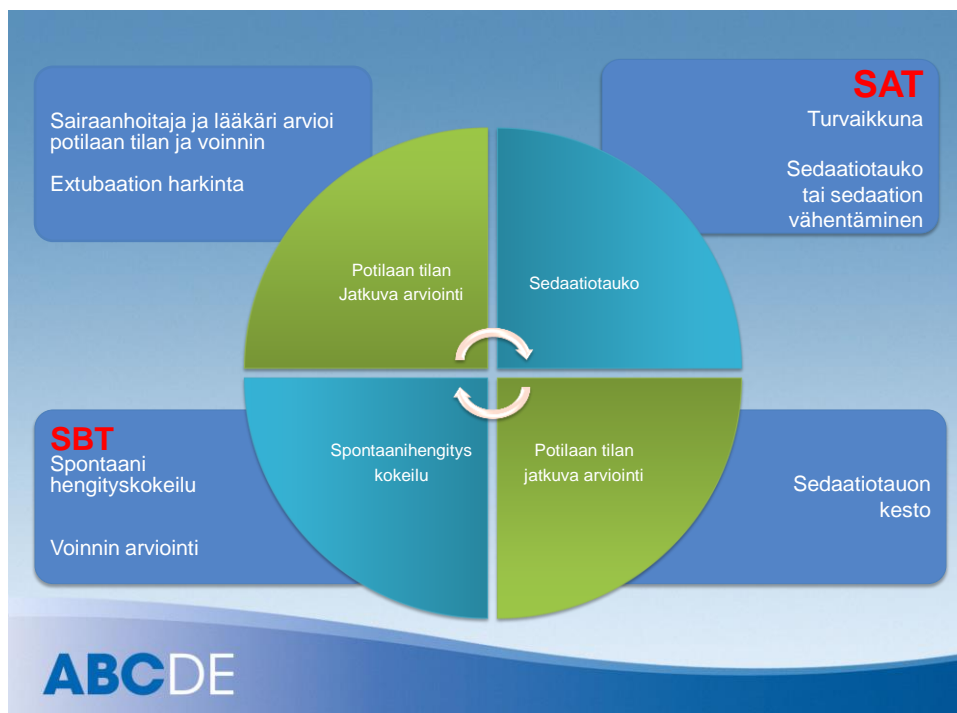 Sairaanhoitaja ja lääkäri arvioi
potilaan tilan ja voinnin
Extubaation harkinta
SAT
Turvaikkuna
Sedaatiotauko
tai sedaation
vähentäminen
Potilaan tilan
Jatkuva arviointi
Sedaatiotauko
Spontaanihengitys
kokeilu
Potilaan tilan
jatkuva arviointi
SBT
Spontaani
hengityskokeilu
Voinnin arviointi
Sedaatiotauon
kesto
ABCDE